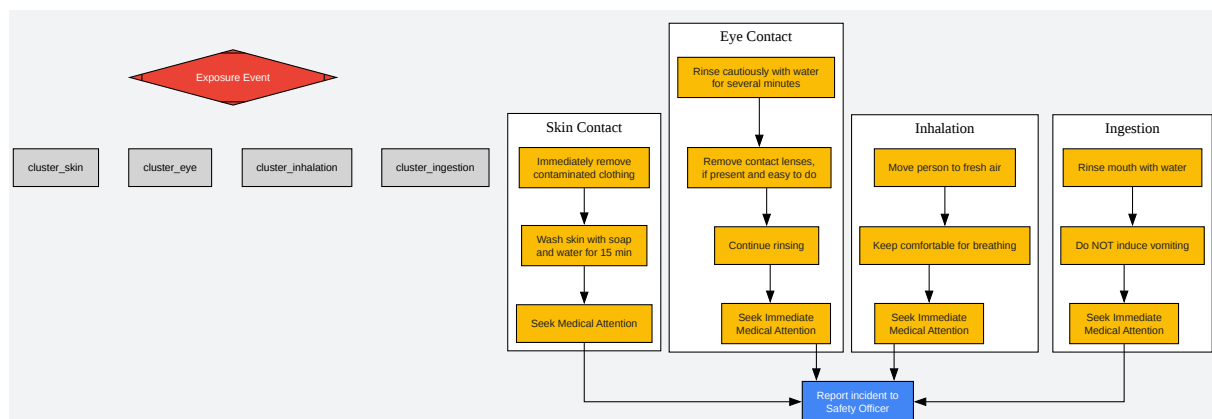 Exposure Event
cluster_skin
cluster_eye
cluster_inhalation
cluster_ingestion
Skin Contact
Immediately remove
contaminated clothing
Wash skin with soap
and water for 15 min
Seek Medical Attention
Eye Contact
Rinse cautiously with water
for several minutes
Remove contact lenses,
if present and easy to do
Continue rinsing
Seek Immediate
Medical Attention
Inhalation
Move person to fresh air
Keep comfortable for breathing
Seek Immediate
Medical Attention
Ingestion
Rinse mouth with water
Do NOT induce vomiting
Seek Immediate
Medical Attention
Report incident to
Safety Officer